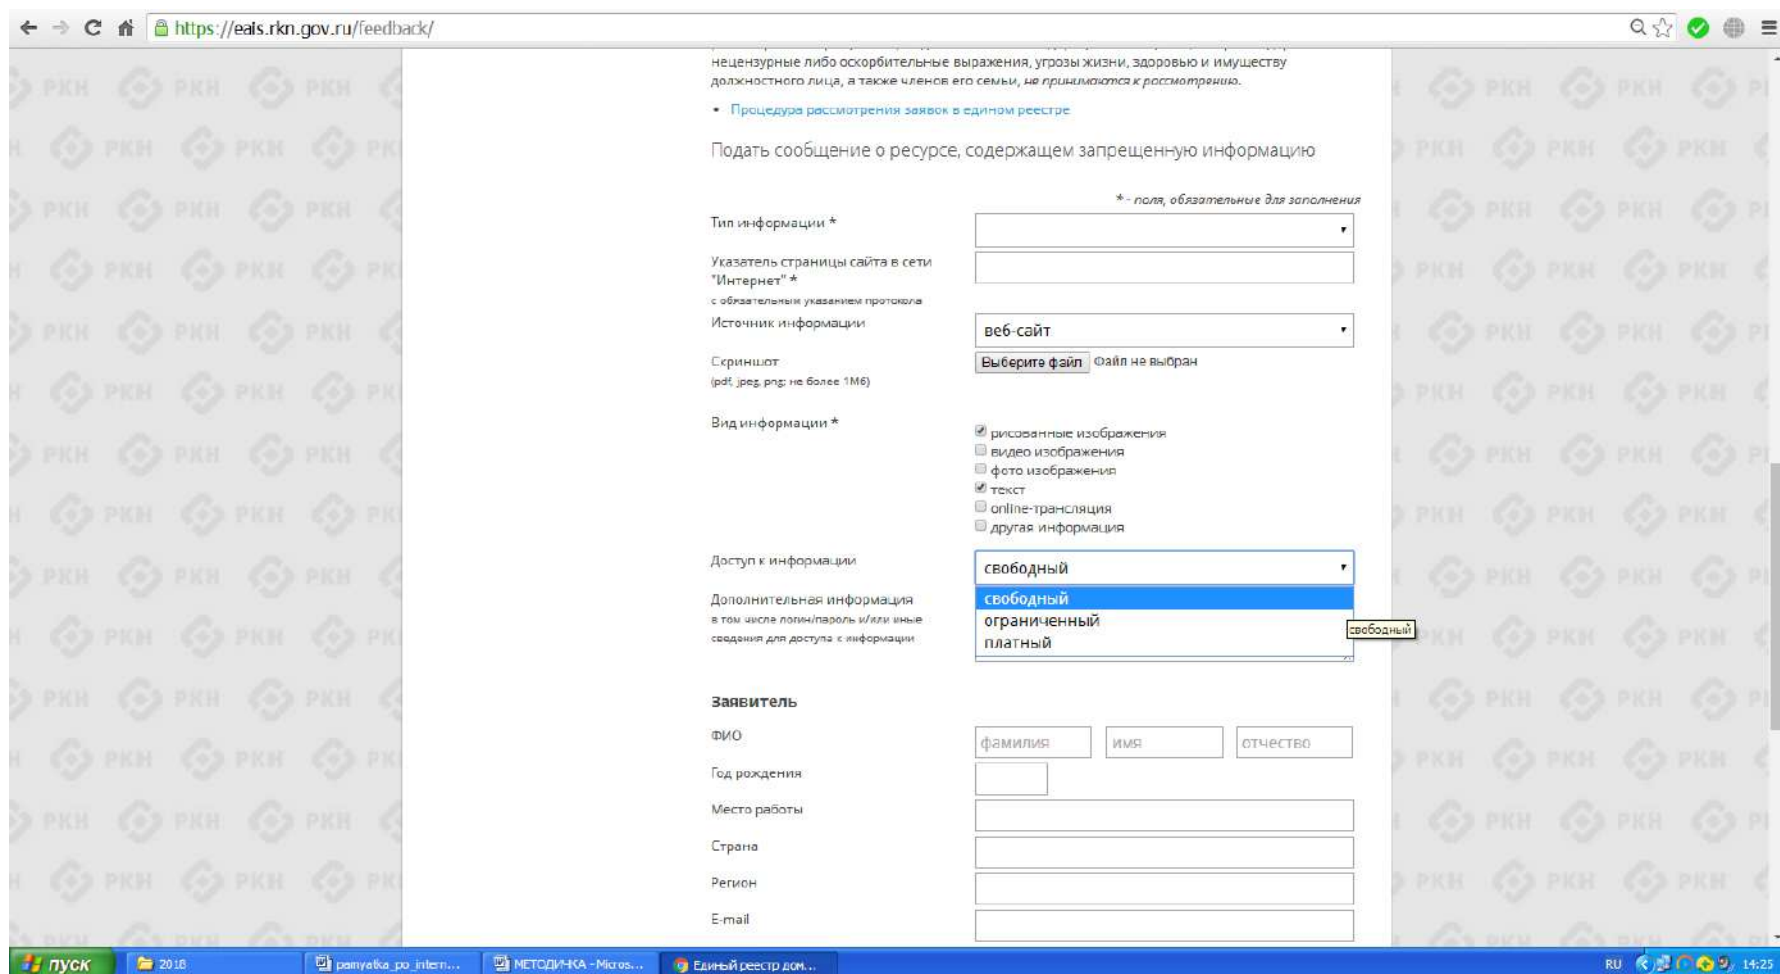 https://eais.rkn.gov.ru/feedback/
нецензурные либо оскорбительные выражения, угрозы жизни, здоровью и имуществу
должностного лица, а также членов его семьи, не принимаются к рассмотрению.
• Процедура рассмотрения заявок в едином реестре
Подать сообщение о ресурсе, содержащем запрещенную информацию
* - поля, обязательные для заполнения
Тип информации *
Указатель страницы сайта в сети
"Интернет" *
с обязательным указанием протокола
Источник информации
веб-сайт
Скриншот
(pdf, jpeg, png; не более 1Мб)
Выберите файл Файл не выбран
Вид информации *
рисованные изображения
видео изображения
фото изображения
текст
online-трансляция
другая информация
Доступ к информации
свободный
свободный
ограниченный
платный
свободный
Дополнительная информация
в том числе логин/пароль и/или иные
сведения для доступа к информации
Заявитель
ФИО
фамилия имя отчество
Год рождения
Место работы
Страна
Регион
E-mail
РКН
пуск
2016
pamyatka_po_intern...
МЕТОДИЧКА - Micros...
Единый реестр дом...
RU
14:25